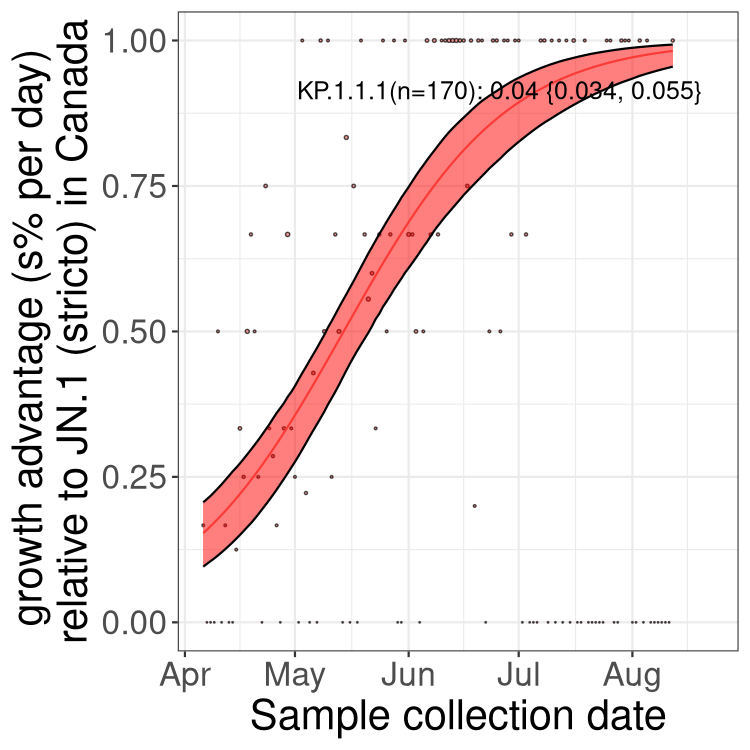 growth advantage (s% per day)
relative to JN.1 (stricto) in Canada
1.00
0.75
0.50
0.25
0.00
KP.1.1.1(n=170): 0.04 {0.034, 0.055}
Apr May Jun Jul Aug
Sample collection date